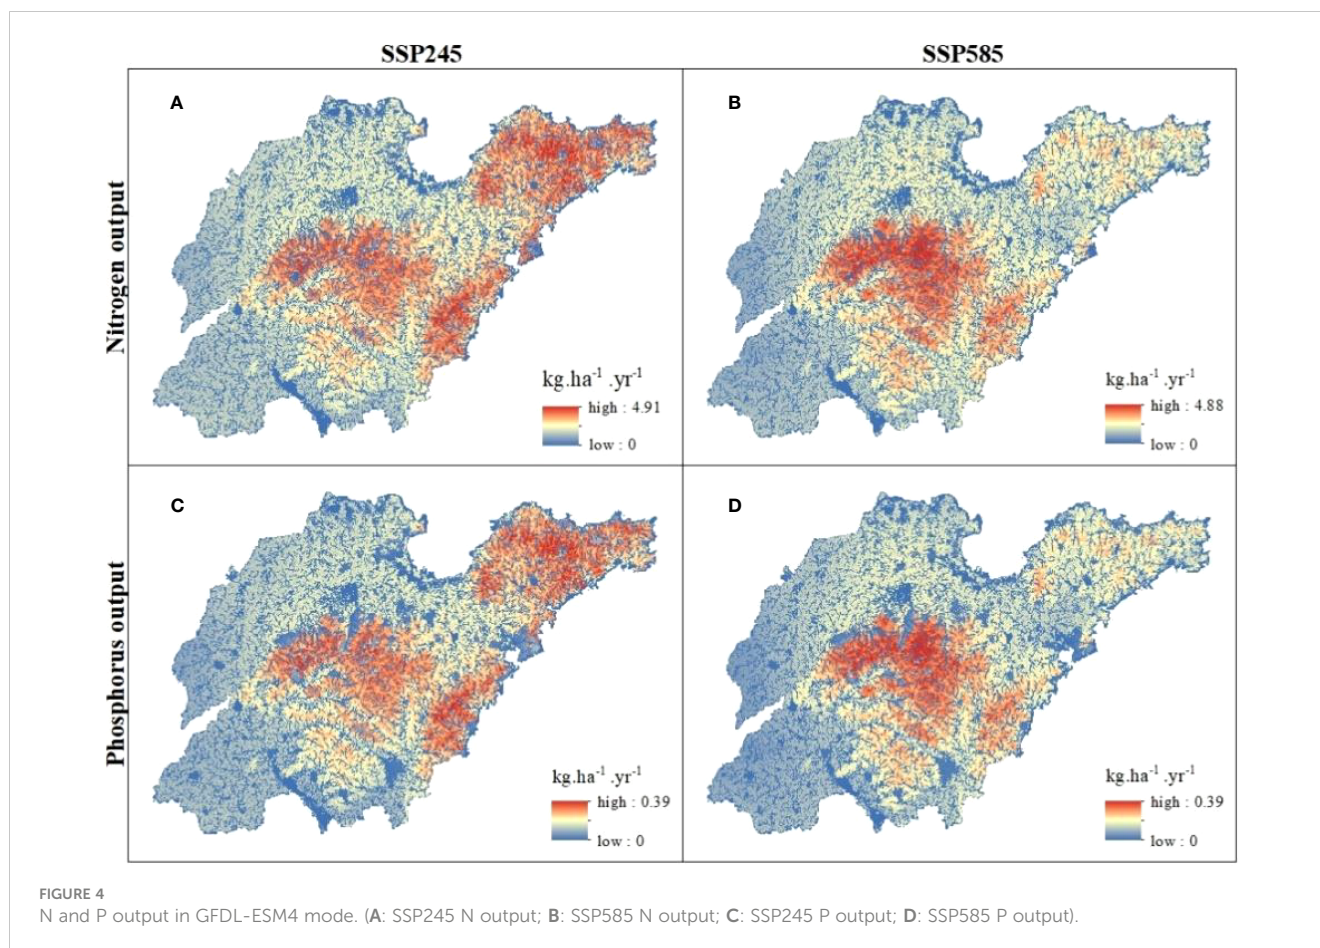 SSP245
SSP585
A
B
Nitrogen output
kg.ha⁻¹ .yr⁻¹
high : 4.91
low : 0
kg.ha⁻¹ .yr⁻¹
high : 4.88
low : 0
C
D
Phosphorus output
kg.ha⁻¹ .yr⁻¹
high : 0.39
low : 0
kg.ha⁻¹ .yr⁻¹
high : 0.39
low : 0
FIGURE 4
N and P output in GFDL-ESM4 mode. (A: SSP245 N output; B: SSP585 N output; C: SSP245 P output; D: SSP585 P output).